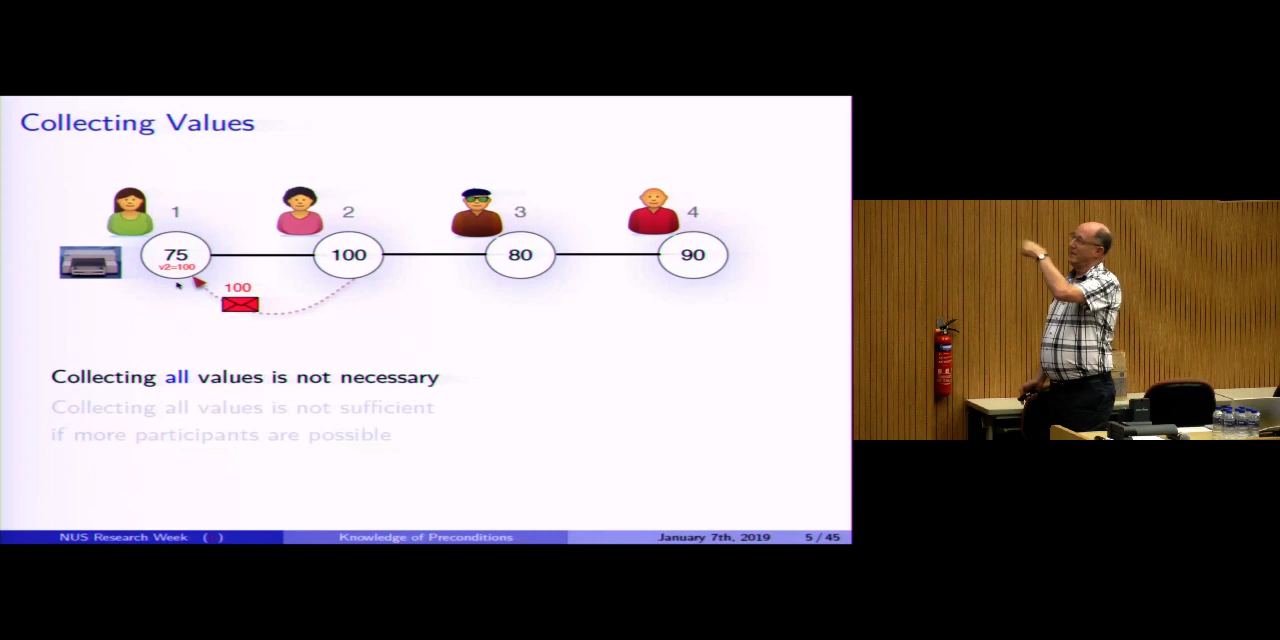 Collecting Values
1
2
3
4
75
v2=100
100
80
90
100
Collecting all values is not necessary
Collecting all values is not sufficient
if more participants are possible
NUS Research Week ( ) Knowledge of Preconditions January 7th, 2019 5 / 45